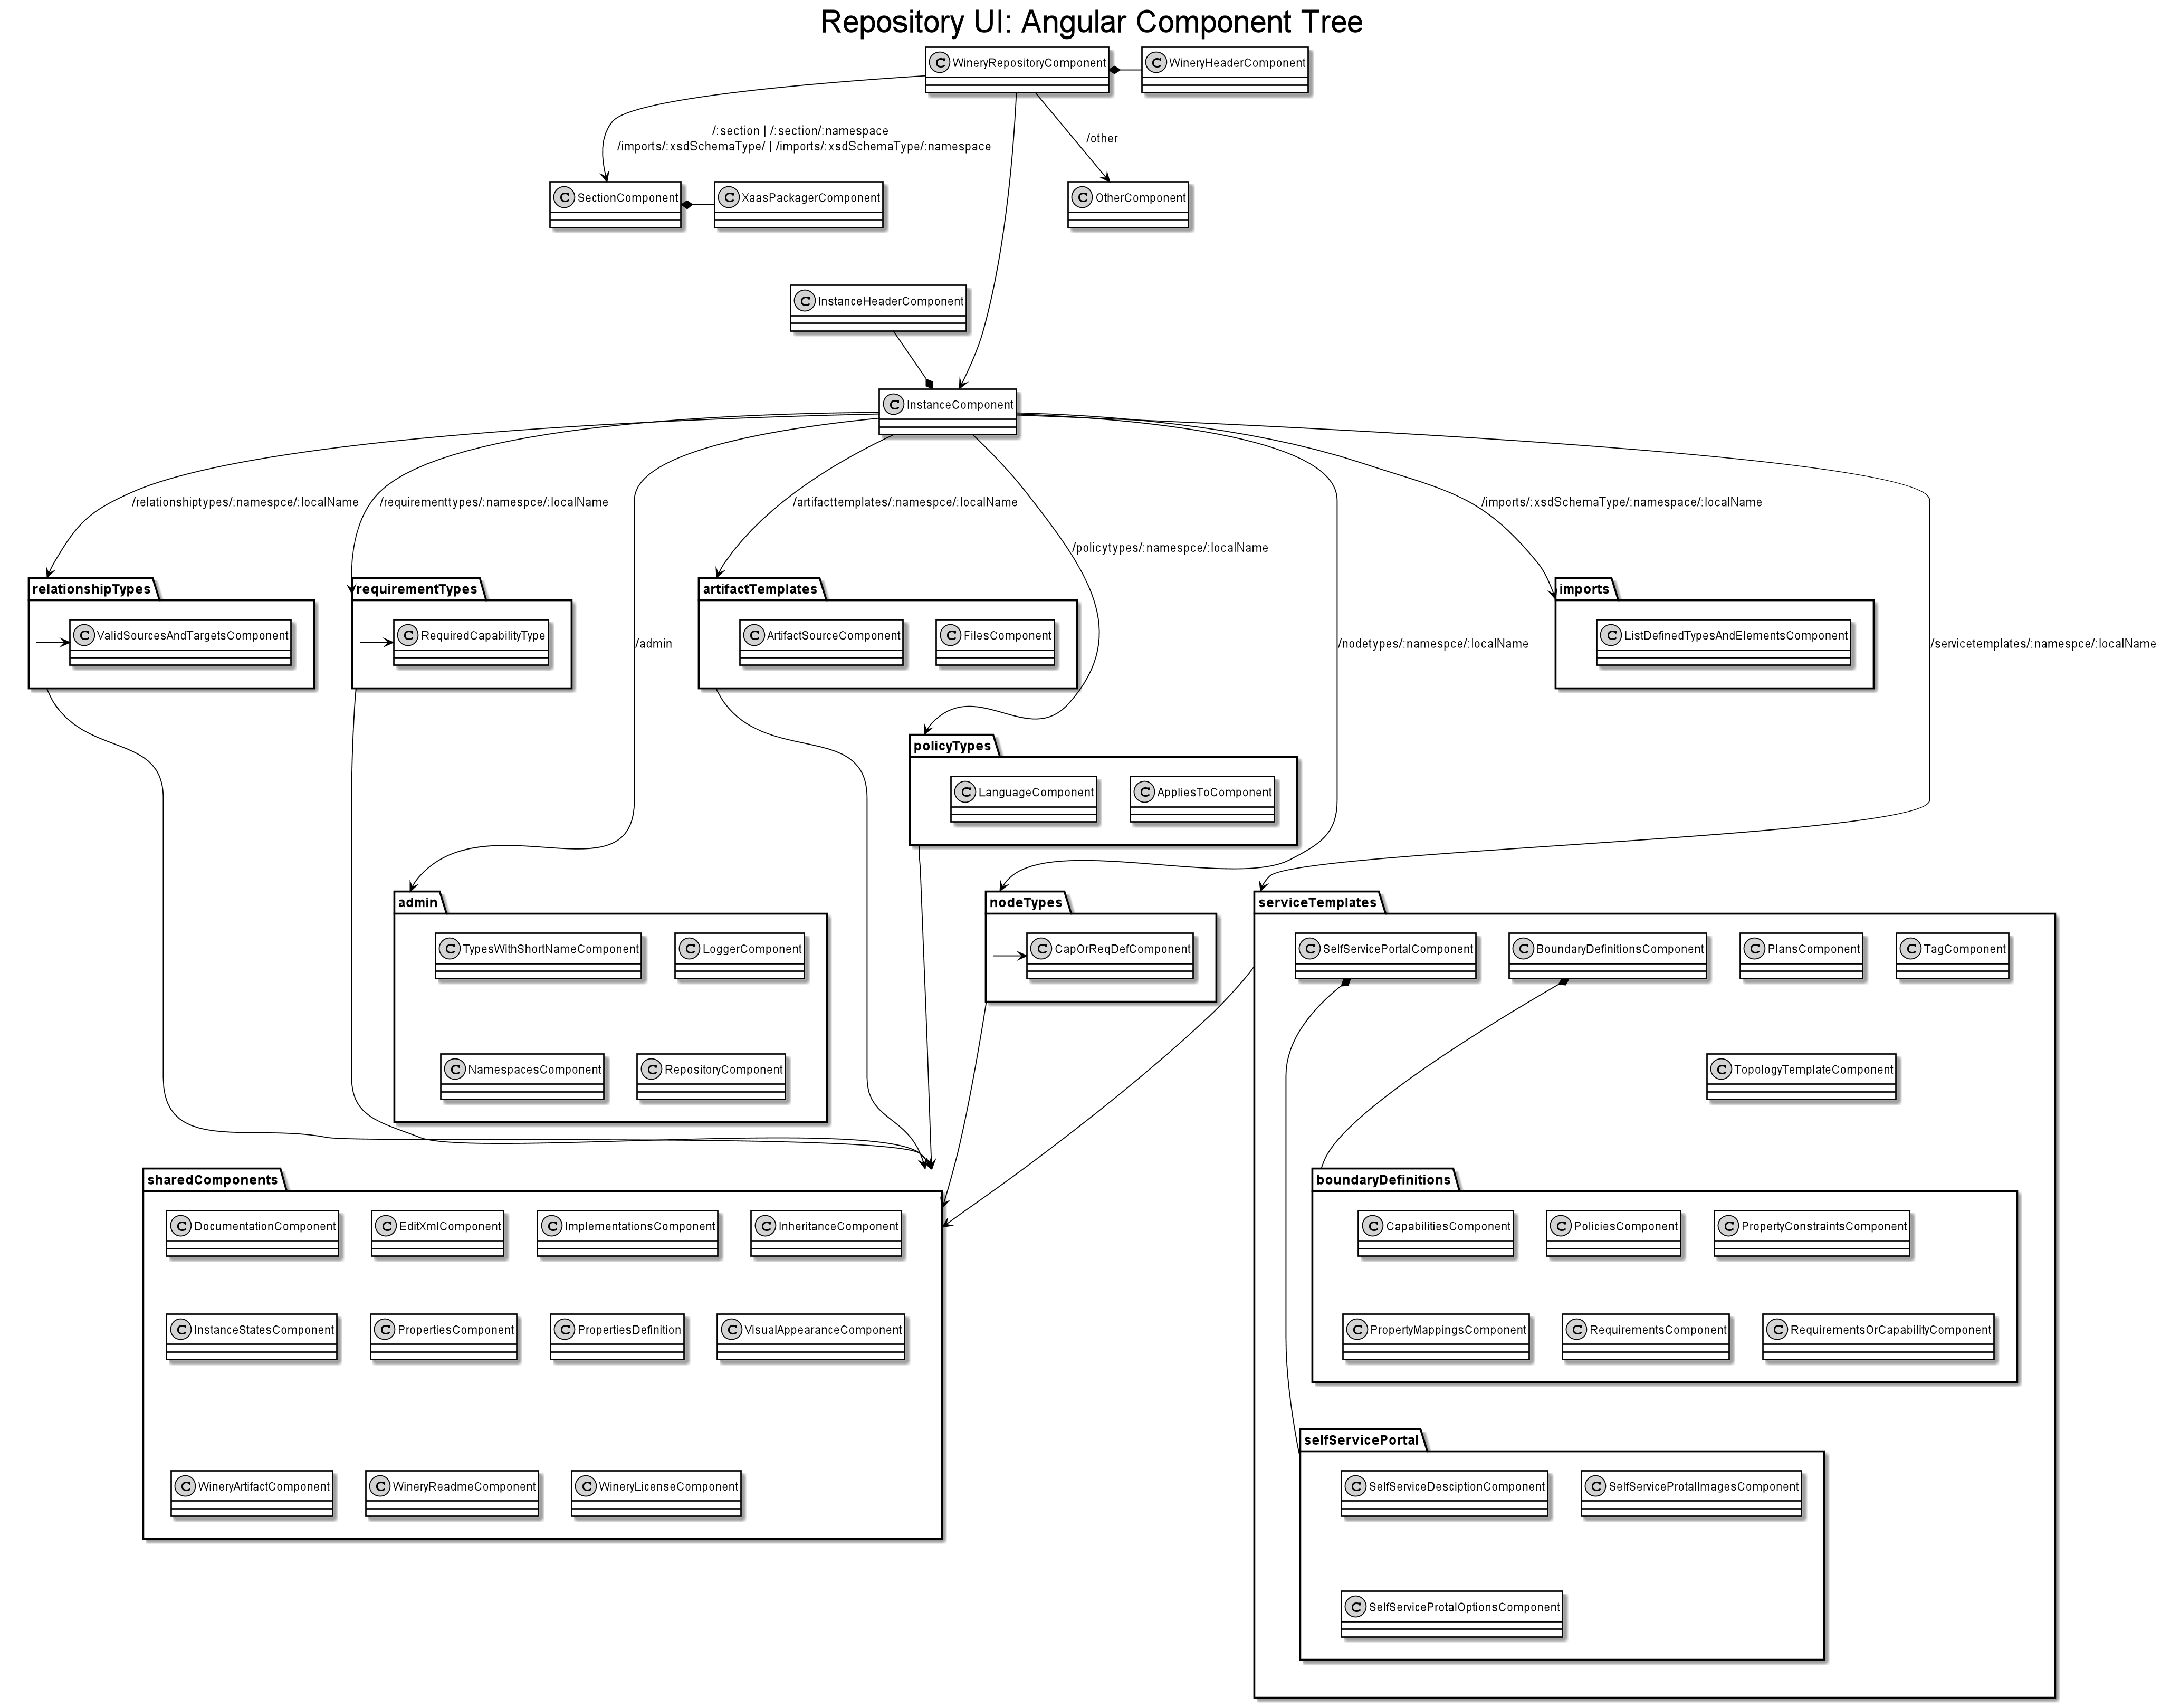 Repository UI: Angular Component Tree
C WineryRepositoryComponent
C WineryHeaderComponent
/:section | /:section/:namespace
/imports/:xsdSchemaType/ | /imports/:xsdSchemaType/:namespace
/other
C SectionComponent
C XaasPackagerComponent
C OtherComponent
C InstanceHeaderComponent
C InstanceComponent
/relationshiptypes/:namespce/:localName
/requirementtypes/:namespce/:localName
/artifacttemplates/:namespce/:localName
/imports/:xsdSchemaType/:namespace/:localName
/policytypes/:namespce/:localName
relationshipTypes
requirementTypes
artifactTemplates
imports
C ValidSourcesAndTargetsComponent
C RequiredCapabilityType
/admin
C ArtifactSourceComponent
C FilesComponent
/nodetypes/:namespce/:localName
C ListDefinedTypesAndElementsComponent
/servicetemplates/:namespce/:localName
policyTypes
C LanguageComponent
C AppliesToComponent
admin
nodeTypes
serviceTemplates
C TypesWithShortNameComponent
C LoggerComponent
C CapOrReqDefComponent
C SelfServicePortalComponent
C BoundaryDefinitionsComponent
C PlansComponent
C TagComponent
C NamespacesComponent
C RepositoryComponent
C TopologyTemplateComponent
sharedComponents
boundaryDefinitions
C DocumentationComponent
C EditXmlComponent
C ImplementationsComponent
C InheritanceComponent
C CapabilitiesComponent
C PoliciesComponent
C PropertyConstraintsComponent
C InstanceStatesComponent
C PropertiesComponent
C PropertiesDefinition
C VisualAppearanceComponent
C PropertyMappingsComponent
C RequirementsComponent
C RequirementsOrCapabilityComponent
selfServicePortal
C WineryArtifactComponent
C WineryReadmeComponent
C WineryLicenseComponent
C SelfServiceDesciptionComponent
C SelfServiceProtalImagesComponent
C SelfServiceProtalOptionsComponent